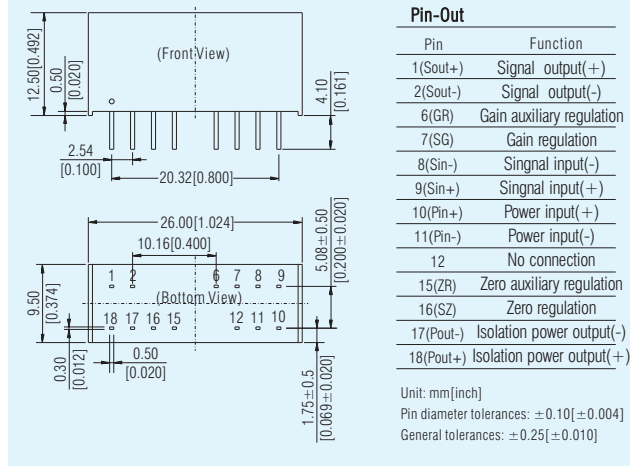 12.50[0.492]
0.50
[0.020]
(Front View)
4.10
[0.161]
2.54
[0.100]
20.32[0.800]
26.00[1.024]
10.16[0.400]
5.08±0.50
[0.200±0.020]
1 2 6 7 8 9
9.50
[0.374]
(Bottom View)
18 17 16 15 12 11 10
0.30
[0.012]
0.50
[0.020]
1.75±0.5
[0.069±0.020]
Pin-Out
Pin Function
1(Sout+) Signal output(+)
2(Sout-) Signal output(-)
6(GR) Gain auxiliary regulation
7(SG) Gain regulation
8(Sin-) Singnal input(-)
9(Sin+) Singnal input(+)
10(Pin+) Power input(+)
11(Pin-) Power input(-)
12 No connection
15(ZR) Zero auxiliary regulation
16(SZ) Zero regulation
17(Pout-) Isolation power output(-)
18(Pout+) Isolation power output(+)
Unit: mm[inch]
Pin diameter tolerances: ±0.10[±0.004]
General tolerances: ±0.25[±0.010]